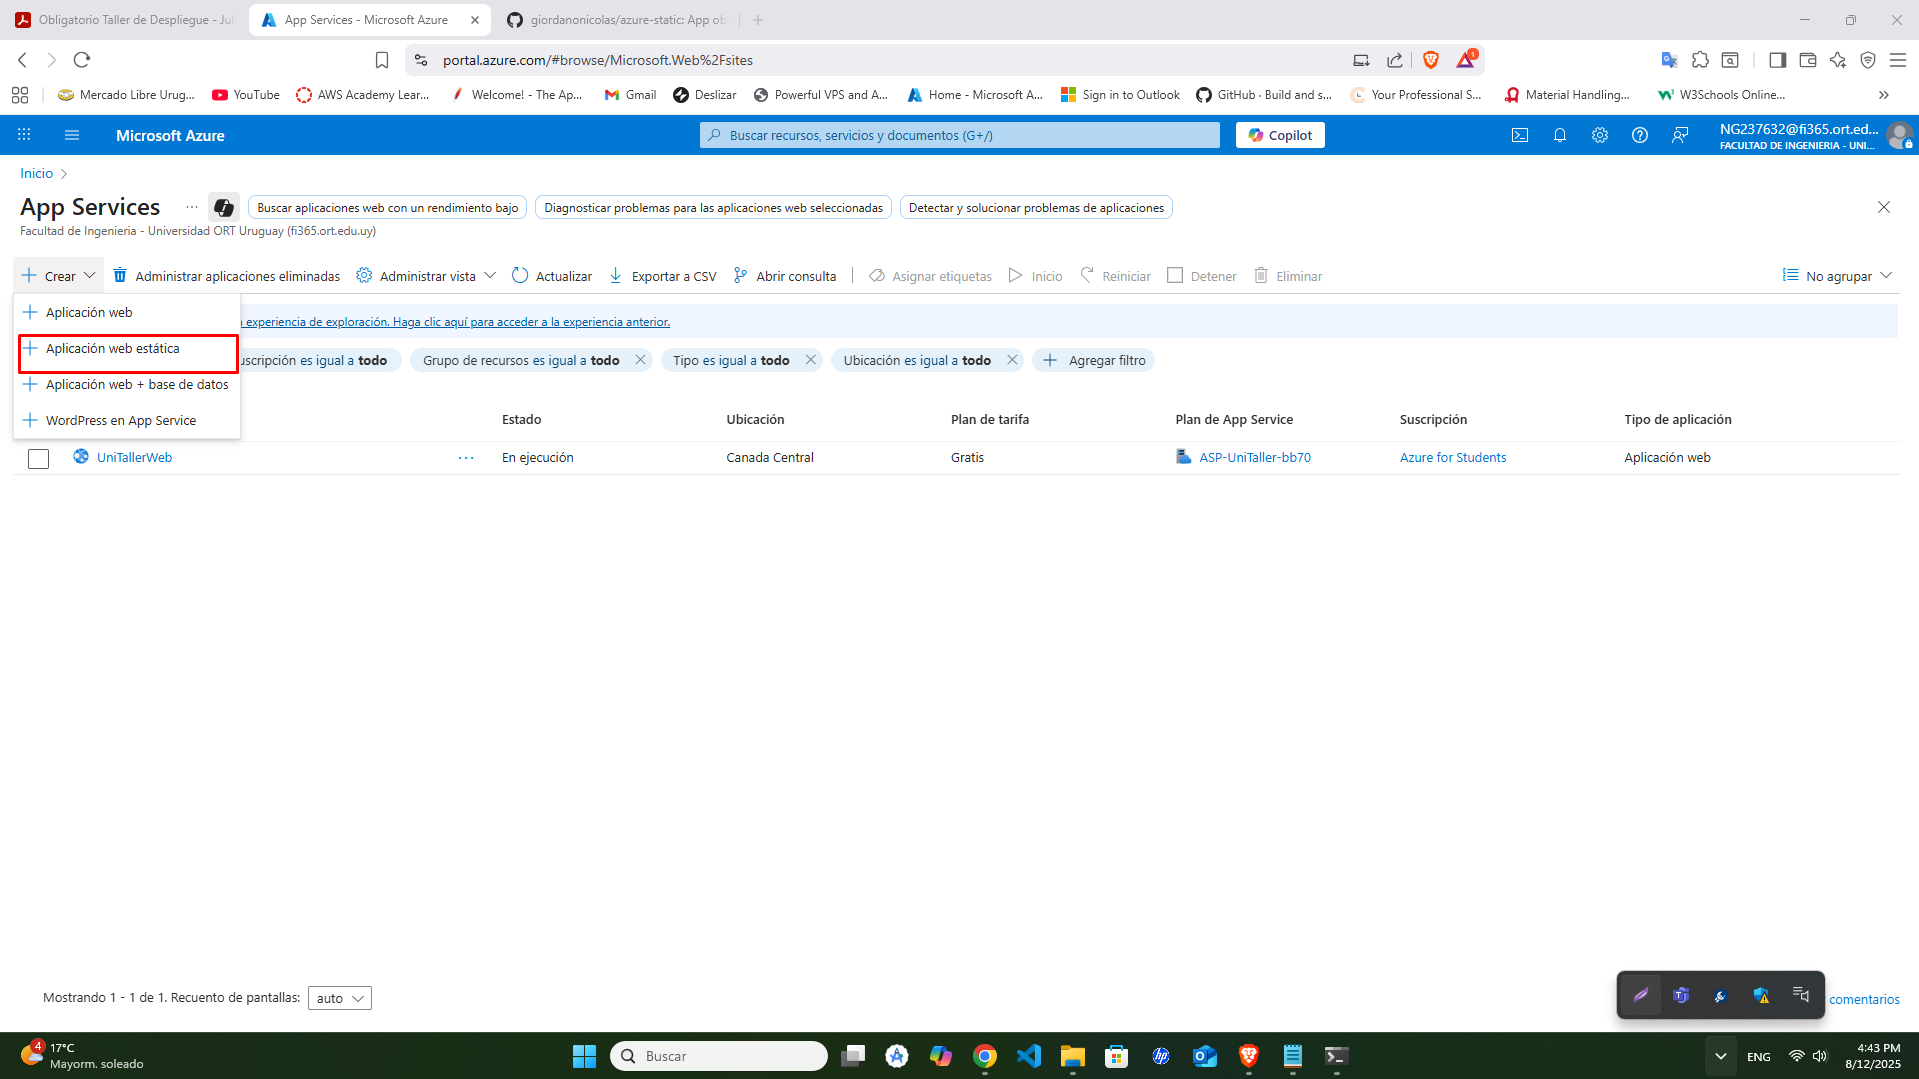 Obligatorio Taller de Despliegue - Jul
App Services - Microsoft Azure
giordanonicolas/azure-static: App ob
portal.azure.com/#browse/Microsoft.Web%2Fsites
1
Mercado Libre Urug...
YouTube
AWS Academy Lear...
Welcome! - The Ap...
Gmail
Deslizar
Powerful VPS and A...
Home - Microsoft A...
Sign in to Outlook
GitHub · Build and s...
Your Professional S...
Material Handling...
W3Schools Online...
Microsoft Azure
Buscar recursos, servicios y documentos (G+/)
Copilot
NG237632@fi365.ort.ed...
FACULTAD DE INGENIERIA - UNI...
Inicio
App Services
Buscar aplicaciones web con un rendimiento bajo
Diagnosticar problemas para las aplicaciones web seleccionadas
Detectar y solucionar problemas de aplicaciones
Facultad de Ingenieria - Universidad ORT Uruguay (fi365.ort.edu.uy)
Crear
Administrar aplicaciones eliminadas
Administrar vista
Actualizar
Exportar a CSV
Abrir consulta
Asignar etiquetas
Inicio
Reiniciar
Detener
Eliminar
No agrupar
Aplicación web
Aplicación web estática
Aplicación web + base de datos
WordPress en App Service
experiencia de exploración. Haga clic aquí para acceder a la experiencia anterior.
uscripción es igual a todo
Grupo de recursos es igual a todo
Tipo es igual a todo
Ubicación es igual a todo
Agregar filtro
Estado
Ubicación
Plan de tarifa
Plan de App Service
Suscripción
Tipo de aplicación
UniTallerWeb
En ejecución
Canada Central
Gratis
ASP-UniTaller-bb70
Azure for Students
Aplicación web
Mostrando 1 - 1 de 1. Recuento de pantallas:
auto
comentarios
4
17°C
Mayorm. soleado
Buscar
ENG
4:43 PM
8/12/2025